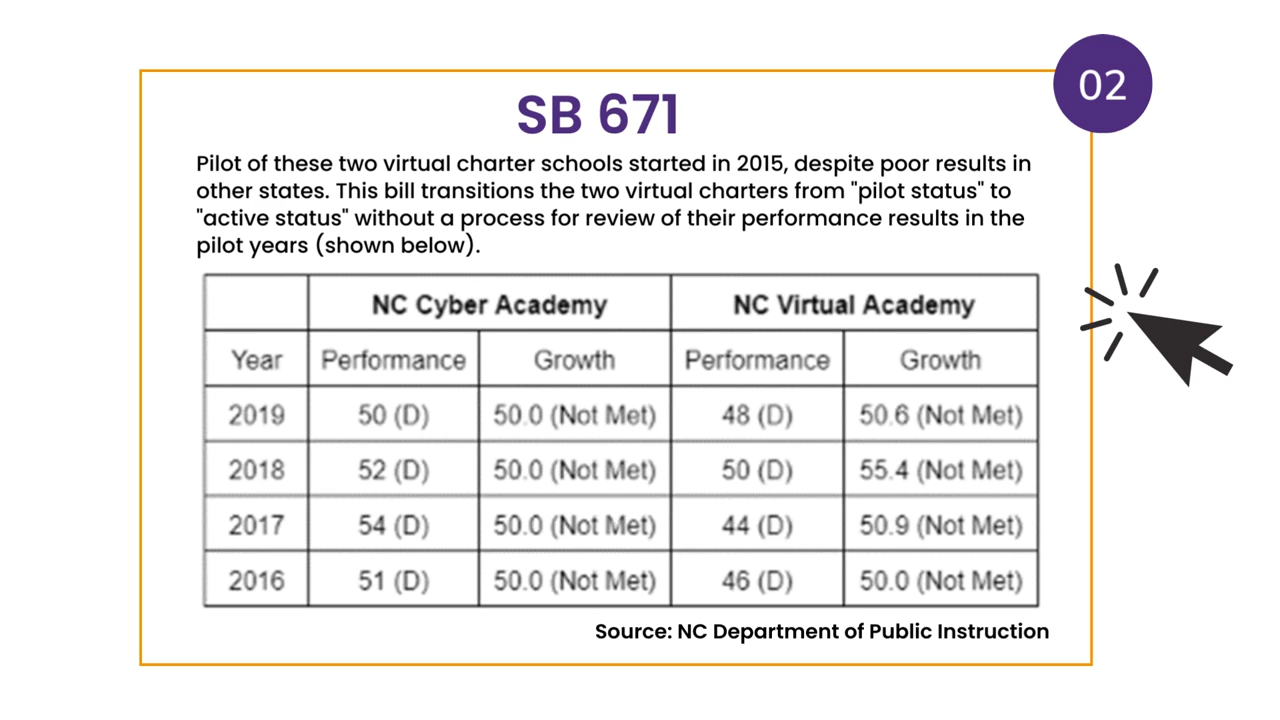 02
SB 671
Pilot of these two virtual charter schools started in 2015, despite poor results in
other states. This bill transitions the two virtual charters from "pilot status" to
"active status" without a process for review of their performance results in the
pilot years (shown below).
NC Cyber Academy NC Virtual Academy
Year Performance Growth Performance Growth
2019 50 (D) 50.0 (Not Met) 48 (D) 50.6 (Not Met)
2018 52 (D) 50.0 (Not Met) 50 (D) 55.4 (Not Met)
2017 54 (D) 50.0 (Not Met) 44 (D) 50.9 (Not Met)
2016 51 (D) 50.0 (Not Met) 46 (D) 50.0 (Not Met)
Source: NC Department of Public Instruction